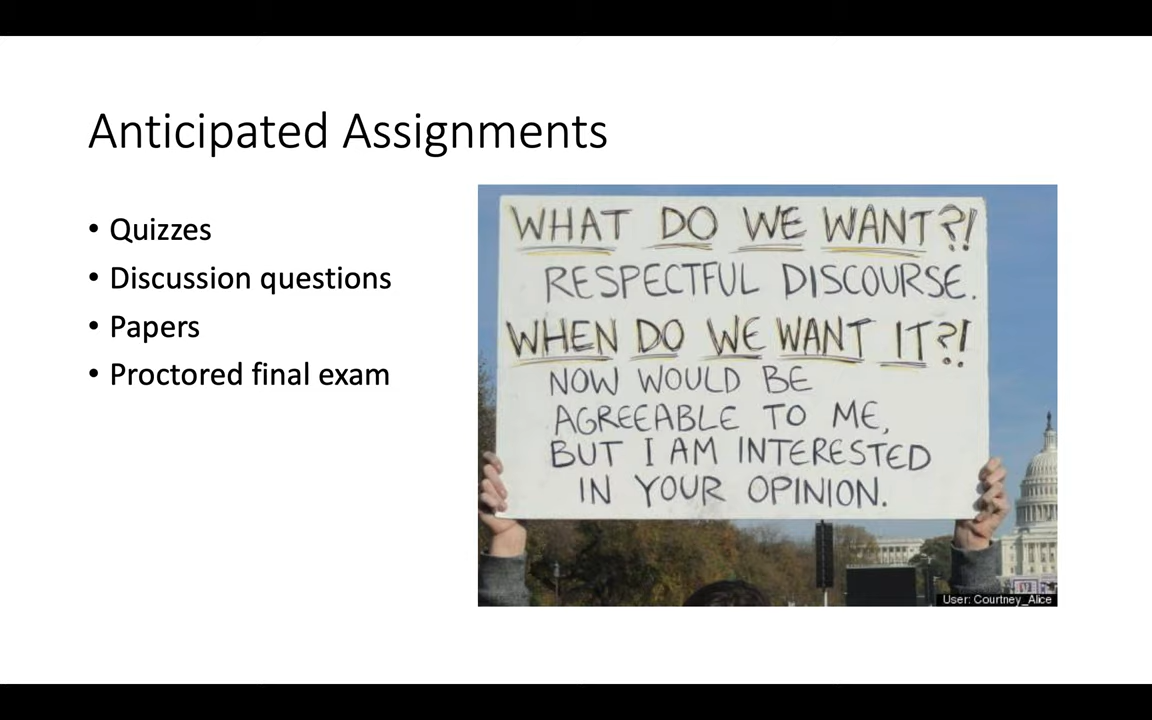 Anticipated Assignments
• Quizzes
• Discussion questions
• Papers
• Proctored final exam
WHAT DO WE WANT?!
RESPECTFUL DISCOURSE.
WHEN DO WE WANT IT?!
NOW WOULD BE
AGREEABLE TO ME,
BUT I AM INTERESTED
IN YOUR OPINION.
User: Courtney_Alice